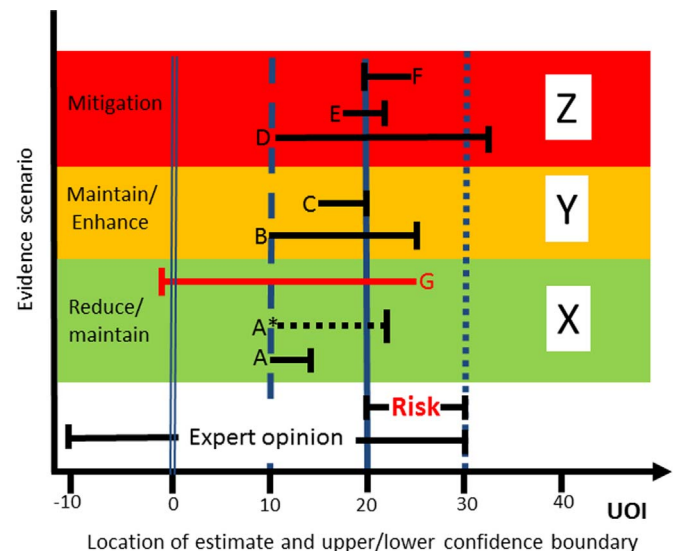 F
Mitigation
E
Z
D
Maintain/
Enhance
C
Y
B
G
Reduce/
maintain
A*
X
A
Risk
Expert opinion
Evidence scenario
-10 0 10 20 30 40 UOI
Location of estimate and upper/lower confidence boundary